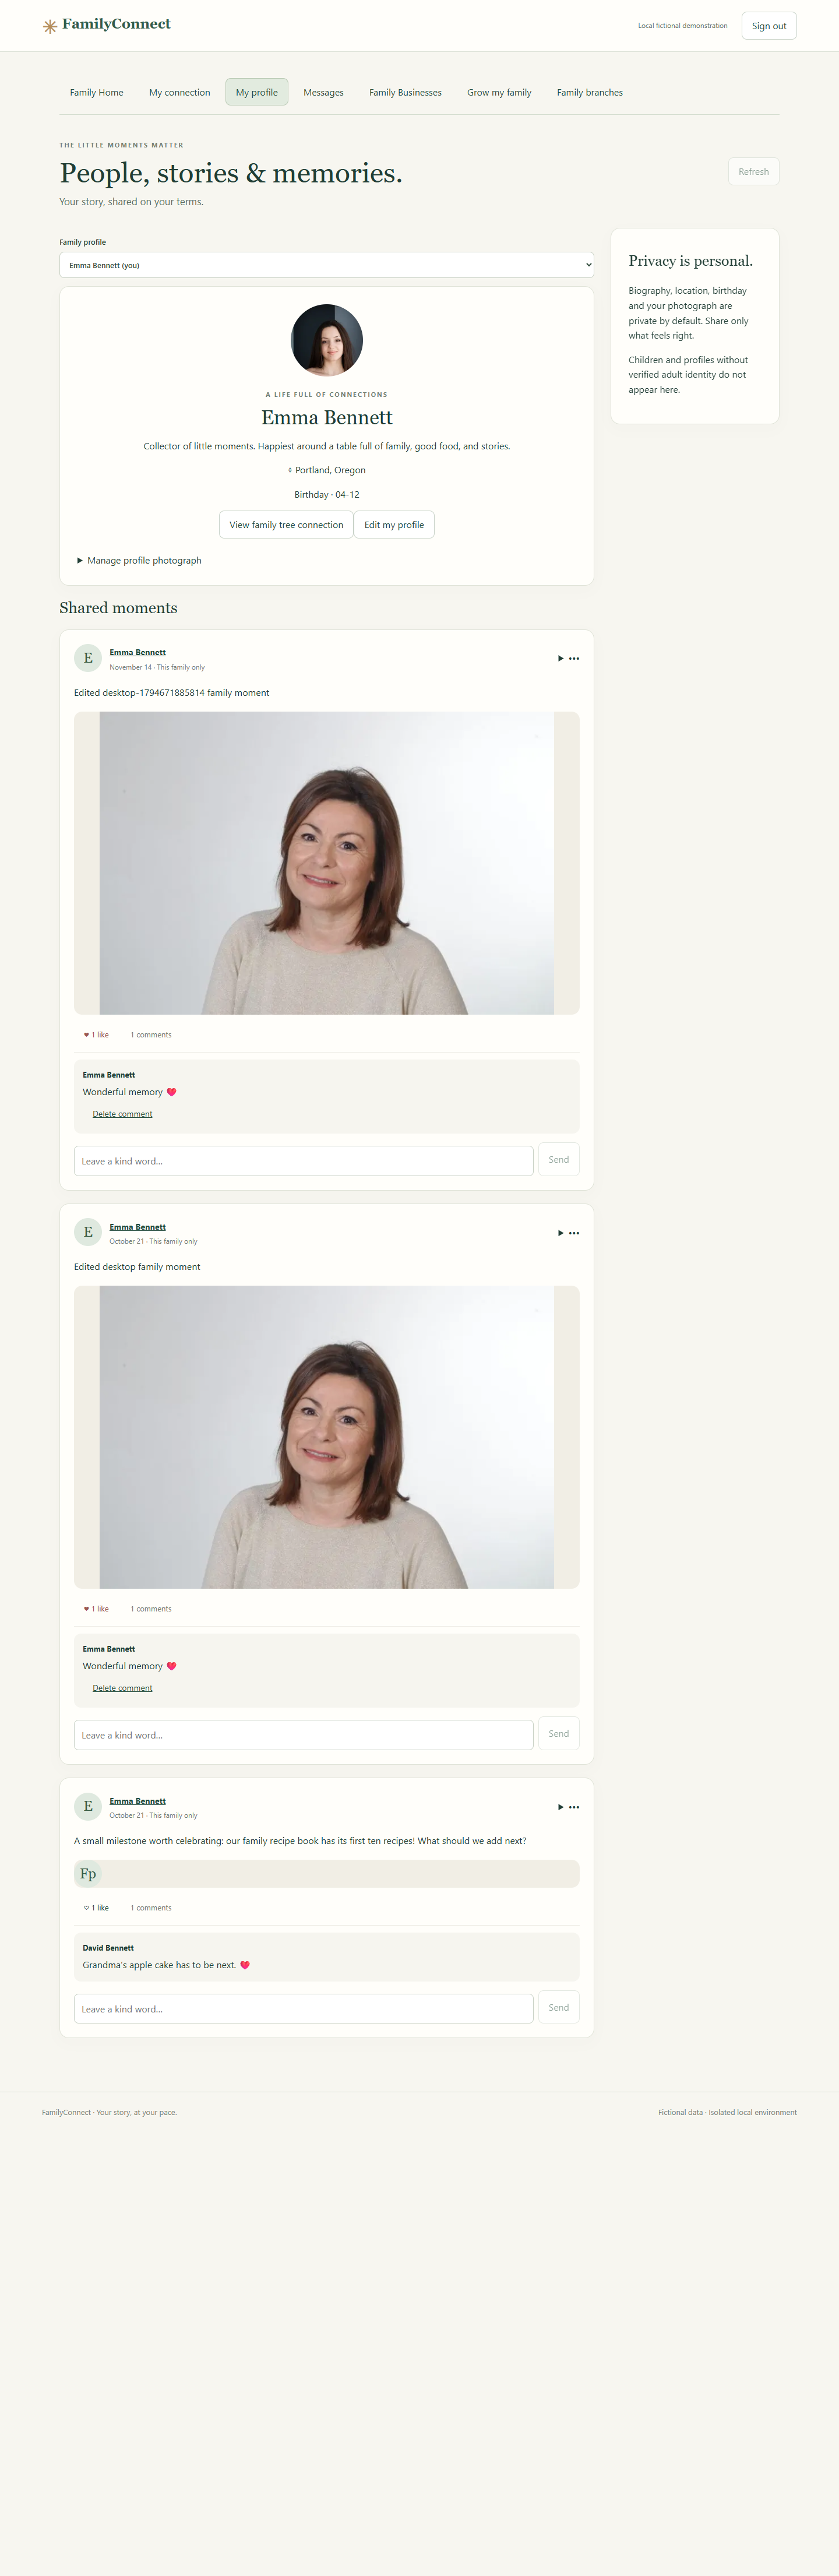 FamilyConnect
Local fictional demonstration
Sign out
Family Home
My connection
My profile
Messages
Family Businesses
Grow my family
Family branches
THE LITTLE MOMENTS MATTER
People, stories & memories.
Your story, shared on your terms.
Refresh
Family profile
Emma Bennett (you)
A LIFE FULL OF CONNECTIONS
Emma Bennett
Collector of little moments. Happiest around a table full of family, good food, and stories.
Portland, Oregon
Birthday · 04-12
View family tree connection
Edit my profile
Manage profile photograph
Privacy is personal.
Biography, location, birthday
and your photograph are
private by default. Share only
what feels right.
Children and profiles without
verified adult identity do not
appear here.
Shared moments
E
Emma Bennett
November 14 · This family only
Edited desktop-1794671885814 family moment
♥ 1 like
1 comments
Emma Bennett
Wonderful memory ❤
Delete comment
Leave a kind word...
Send
E
Emma Bennett
October 21 · This family only
Edited desktop family moment
♥ 1 like
1 comments
Emma Bennett
Wonderful memory ❤
Delete comment
Leave a kind word...
Send
E
Emma Bennett
October 21 · This family only
A small milestone worth celebrating: our family recipe book has its first ten recipes! What should we add next?
Fp
♡ 1 like
1 comments
David Bennett
Grandma's apple cake has to be next. ❤
Leave a kind word...
Send
FamilyConnect · Your story, at your pace.
Fictional data · Isolated local environment